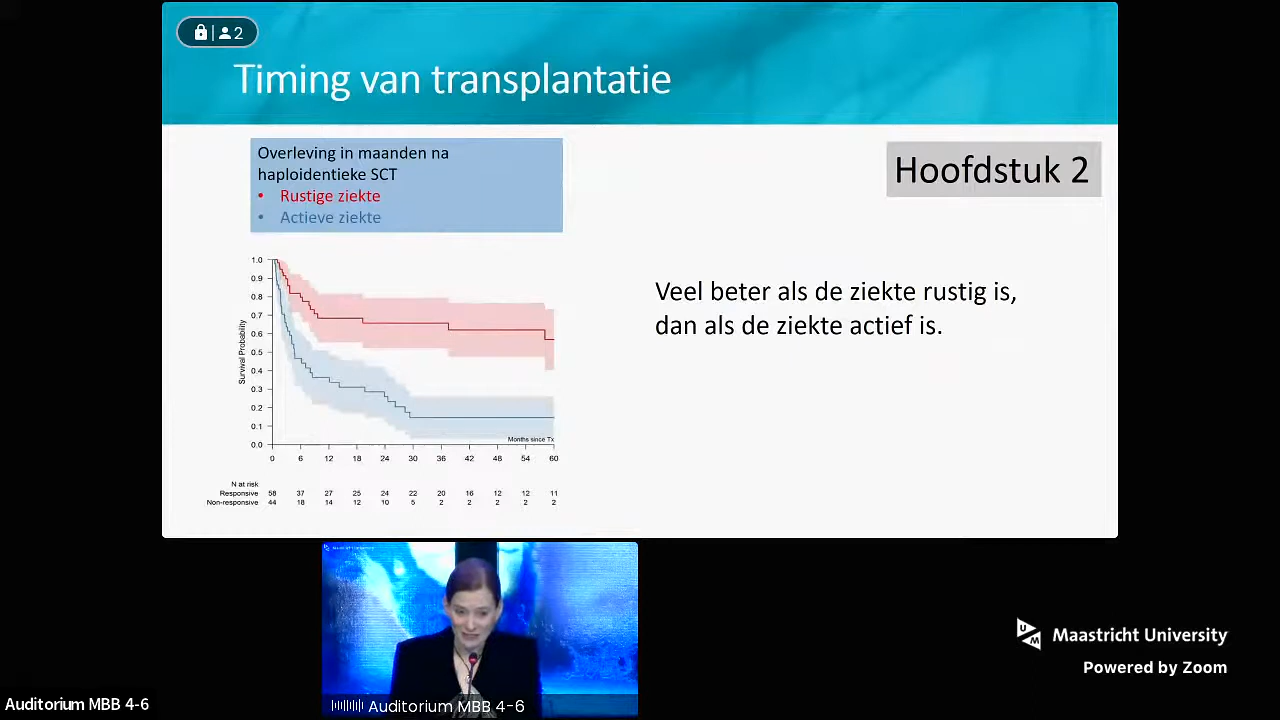 2
Timing van transplantatie
Overleving in maanden na
haploidentieke SCT
• Rustige ziekte
• Actieve ziekte
Hoofdstuk 2
Veel beter als de ziekte rustig is,
dan als de ziekte actief is.
Survival Probability
1.0
0.9
0.8
0.7
0.6
0.5
0.4
0.3
0.2
0.1
0.0
Months since Tx
0 6 12 18 24 30 36 42 48 54 60
N at risk
Responsive 58 37 27 25 24 22 20 16 12 12 11
Non-responsive 44 18 14 12 10 5 2 2 2 2 2
Maastricht University
UM
Maastricht University
Powered by Zoom
Auditorium MBB 4-6
Auditorium MBB 4-6